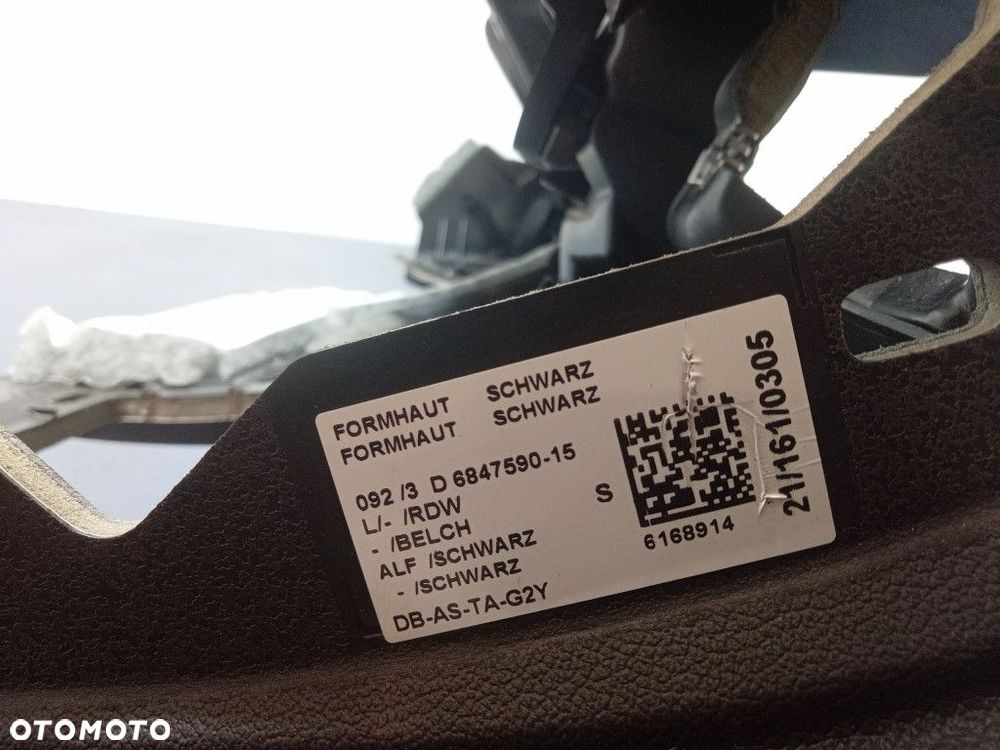 FORMHAUT SCHWARZ
FORMHAUT SCHWARZ
092 /3 D 6847590-15
L/- /RDW
- /BELCH
ALF /SCHWARZ
- /SCHWARZ
DB-AS-TA-G2Y
S
6168914
21/161/0305
OTOMOTO